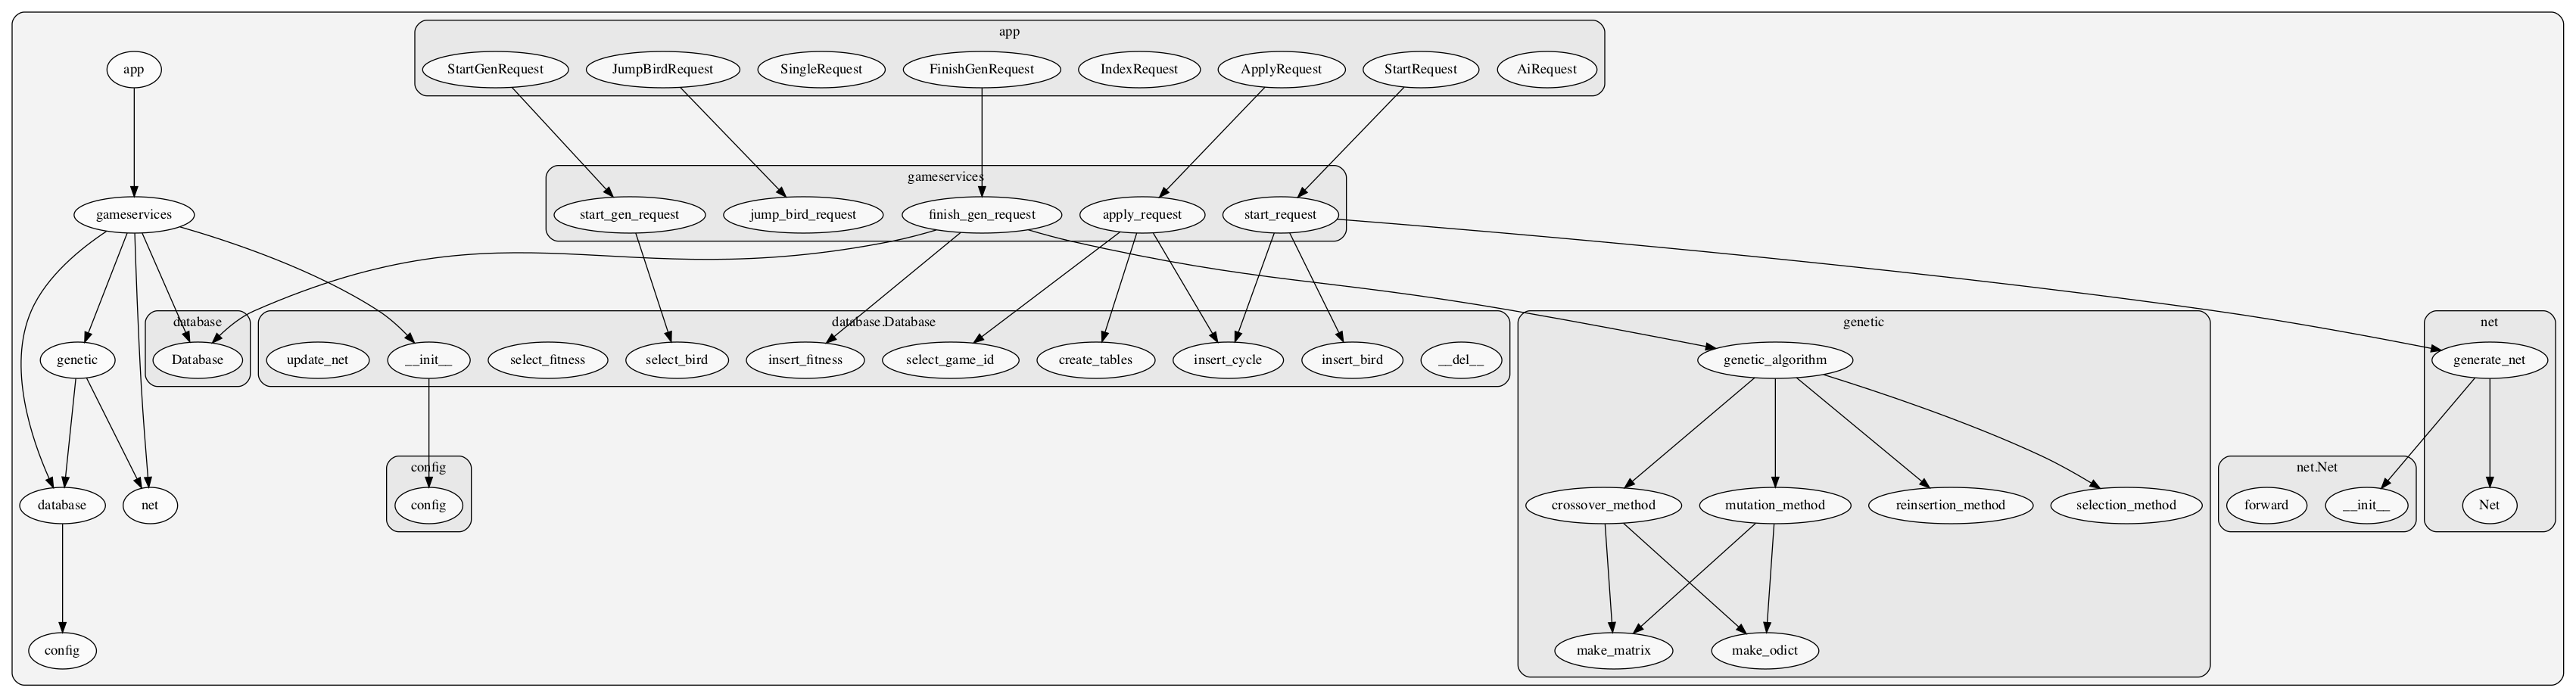 app
app
StartGenRequest
JumpBirdRequest
SingleRequest
FinishGenRequest
IndexRequest
ApplyRequest
StartRequest
AiRequest
gameservices
gameservices
start_gen_request
jump_bird_request
finish_gen_request
apply_request
start_request
database
database.Database
genetic
net
genetic
Database
update_net
__init__
select_fitness
select_bird
insert_fitness
select_game_id
create_tables
insert_cycle
insert_bird
__del__
genetic_algorithm
generate_net
config
net.Net
database
net
config
crossover_method
mutation_method
reinsertion_method
selection_method
forward
__init__
Net
config
make_matrix
make_odict